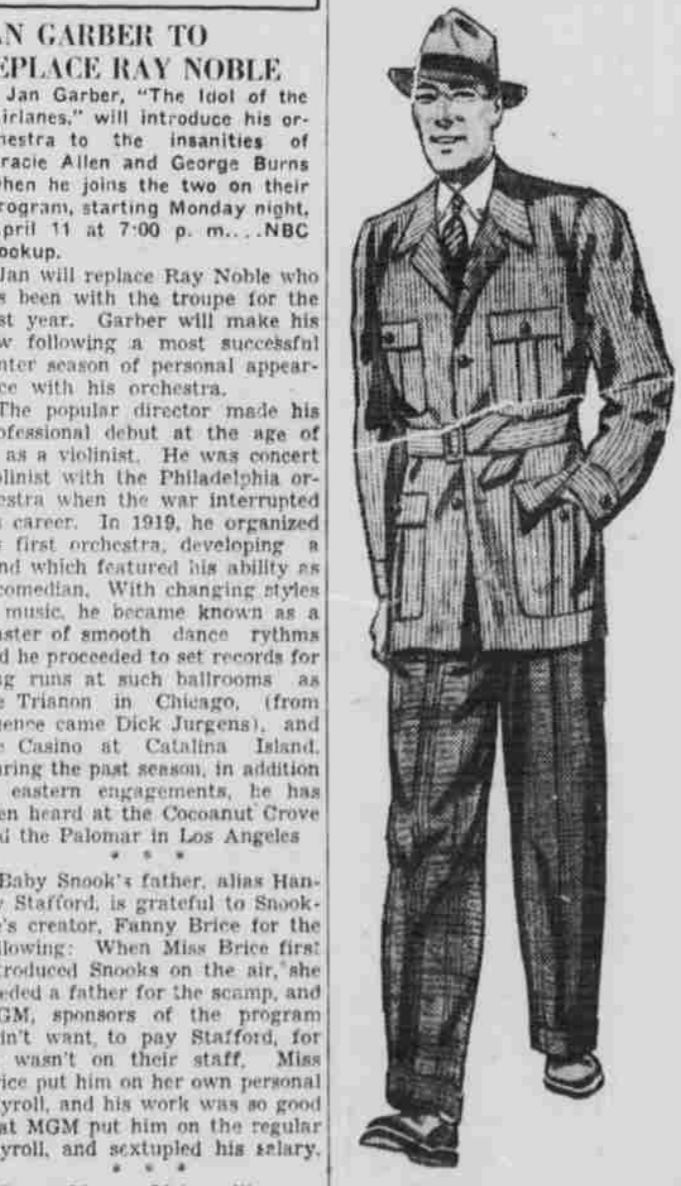 AN GARBER TO
EPLACE RAY NOBLE
Jan Garber, "The Idol of the
irlanes," will introduce his or-
hestra to the insanities of
racie Allen and George Burns
hen he joins the two on their
rogram, starting Monday night,
pril 11 at 7:00 p. m....NBC
ookup.
Jan will replace Ray Noble who
s been with the troupe for the
st year. Garber will make his
w following a most successful
nter season of personal appear-
ce with his orchestra.
The popular director made his
ofessional debut at the age of
as a violinist. He was concert
olinist with the Philadelphia or-
estra when the war interrupted
s career. In 1919, he organized
s first orchestra, developing a
nd which featured his ability as
comedian. With changing styles
music, he became known as a
aster of smooth dance rythms
d he proceeded to set records for
ng runs at such ballrooms as
e Trianon in Chicago, (from
hence came Dick Jurgens), and
e Casino at Catalina Island.
ring the past season, in addition
eastern engagements, he has
en heard at the Cocoanut Crove
d the Palomar in Los Angeles
* * *
Baby Snook's father, alias Han-
y Stafford, is grateful to Snook-
e's creator, Fanny Brice for the
llowing: When Miss Brice first
troduced Snooks on the air, she
eded a father for the scamp, and
GM, sponsors of the program
in't want, to pay Stafford, for
wasn't on their staff. Miss
rice put him on her own personal
yroll, and his work was so good
at MGM put him on the regular
yroll, and sextupled his salary.
* * *